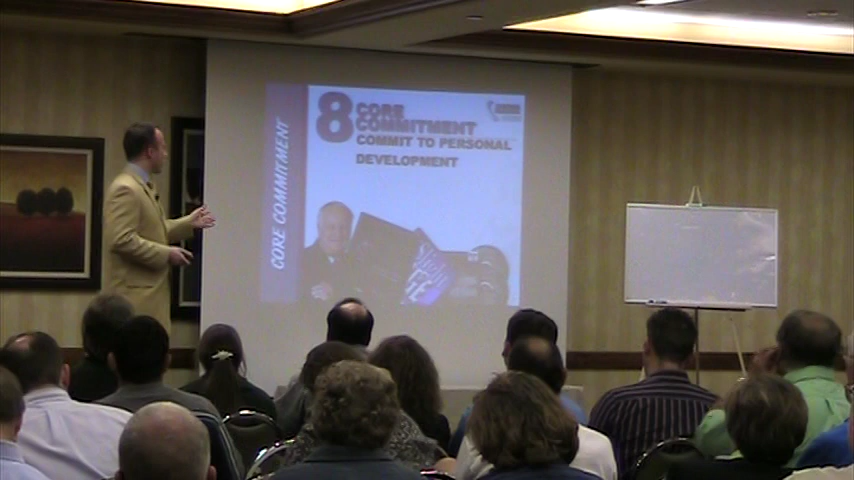 CORE COMMITMENT
8 CORE
COMMITMENT
COMMIT TO PERSONAL
DEVELOPMENT